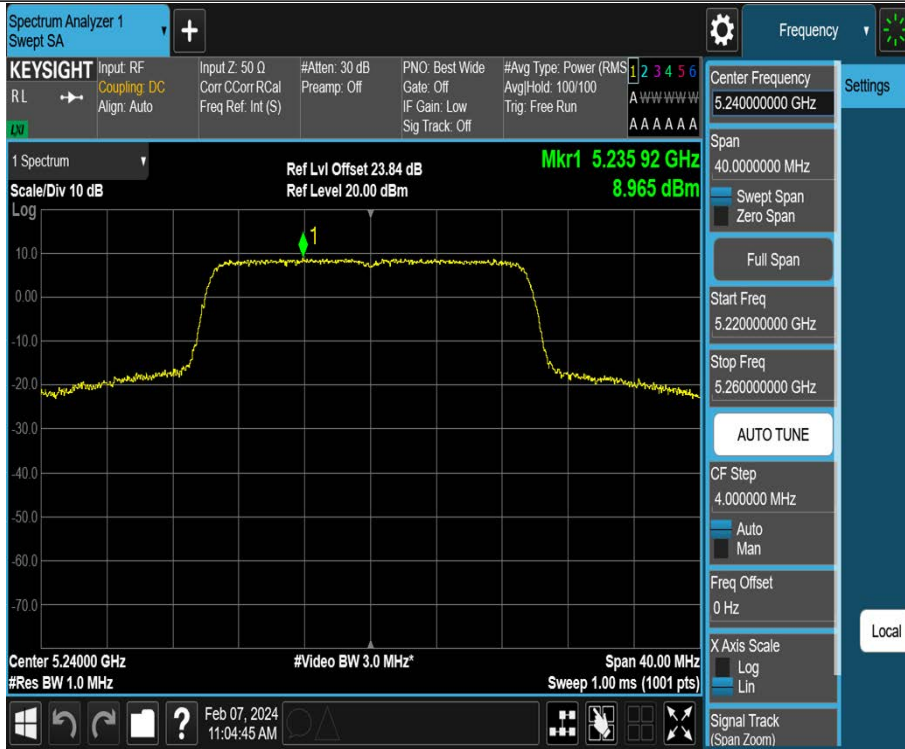 Spectrum Analyzer 1
Swept SA
+
Frequency
KEYSIGHT
RL
LXI
Input: RF
Coupling: DC
Align: Auto
Input Z: 50 Ω
Corr CCorr RCal
Freq Ref: Int (S)
#Atten: 30 dB
Preamp: Off
PNO: Best Wide
Gate: Off
IF Gain: Low
Sig Track: Off
#Avg Type: Power (RMS
Avg|Hold: 100/100
Trig: Free Run
1 2 3 4 5 6
A W W W W W
A A A A A A
Center Frequency
5.240000000 GHz
Settings
Span
40.0000000 MHz
Swept Span
Zero Span
Full Span
Start Freq
5.220000000 GHz
Stop Freq
5.260000000 GHz
AUTO TUNE
CF Step
4.000000 MHz
Auto
Man
Freq Offset
0 Hz
X Axis Scale
Log
Lin
Signal Track
(Span Zoom)
Local
1 Spectrum
Scale/Div 10 dB
Log
Ref Lvl Offset 23.84 dB
Ref Level 20.00 dBm
Mkr1 5.235 92 GHz
8.965 dBm
1
10.0
0.00
-10.0
-20.0
-30.0
-40.0
-50.0
-60.0
-70.0
Center 5.24000 GHz
#Res BW 1.0 MHz
#Video BW 3.0 MHz*
Span 40.00 MHz
Sweep 1.00 ms (1001 pts)
?
Feb 07, 2024
11:04:45 AM